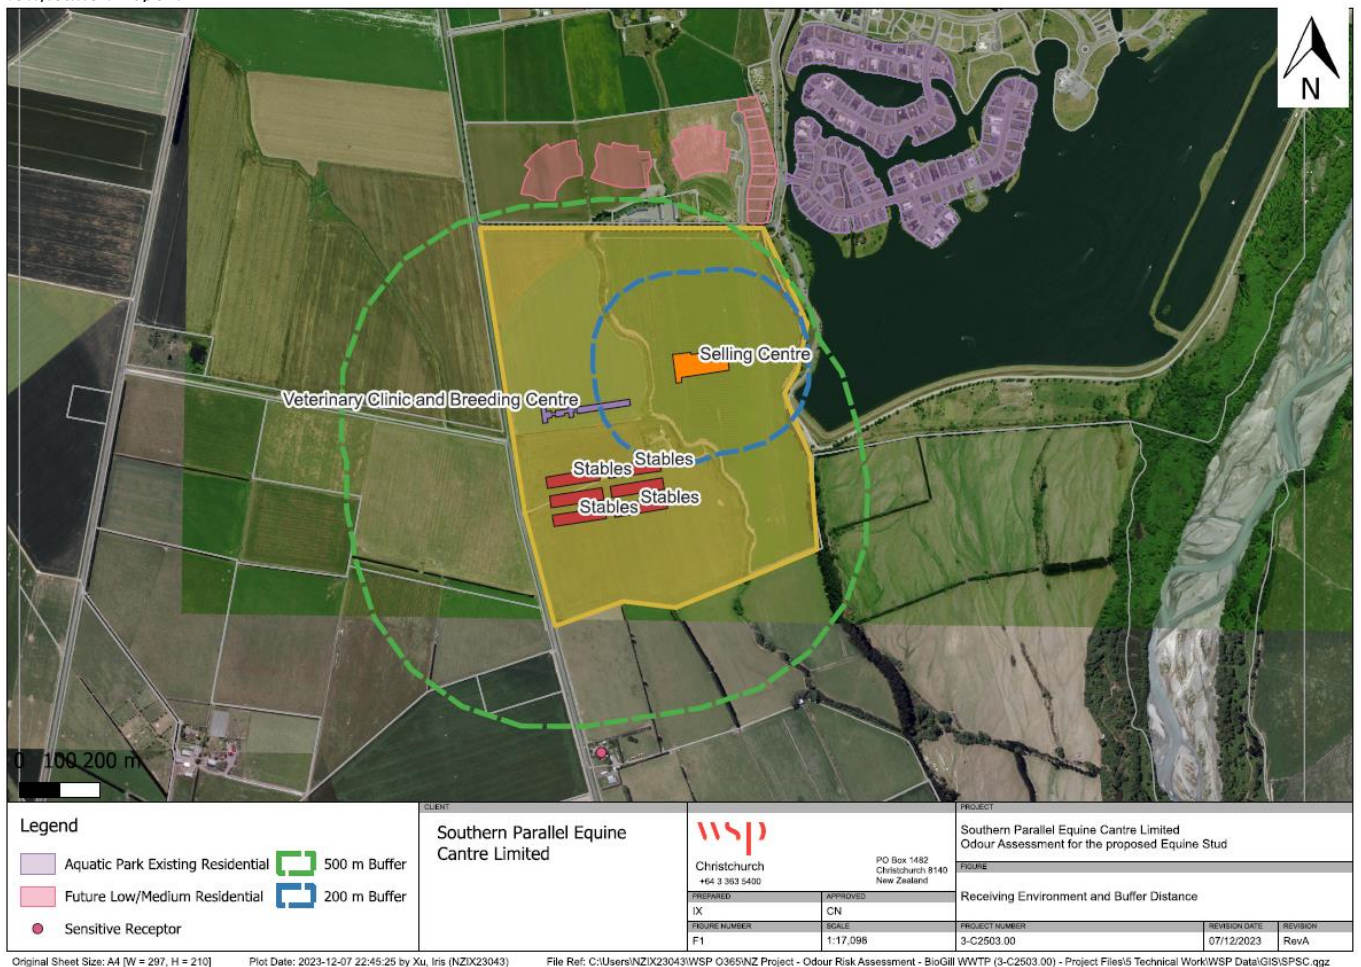 N
Selling Centre
Veterinary Clinic and Breeding Centre
Stables
Stables
Stables
Stables
0 100 200 m
Legend
Aquatic Park Existing Residential
500 m Buffer
Future Low/Medium Residential
200 m Buffer
Sensitive Receptor
CLIENT
Southern Parallel Equine
Cantre Limited
wsp
Christchurch
+64 3 363 5400
PO Box 1482
Christchurch 8140
New Zealand
PREPARED
IX
APPROVED
CN
FIGURE NUMBER
F1
SCALE
1:17,098
PROJECT
Southern Parallel Equine Cantre Limited
Odour Assessment for the proposed Equine Stud
FIGURE
Receiving Environment and Buffer Distance
PROJECT NUMBER
3-C2503.00
REVISION DATE
07/12/2023
REVISION
RevA
Original Sheet Size: A4 [W = 297, H = 210]
Plot Date: 2023-12-07 22:45:25 by Xu, Iris (NZIX23043)
File Ref: C:\Users\NZIX23043\WSP O365\NZ Project - Odour Risk Assessment - BioGill WWTP (3-C2503.00) - Project Files\5 Technical Work\WSP Data\GIS\SPSC.qgz